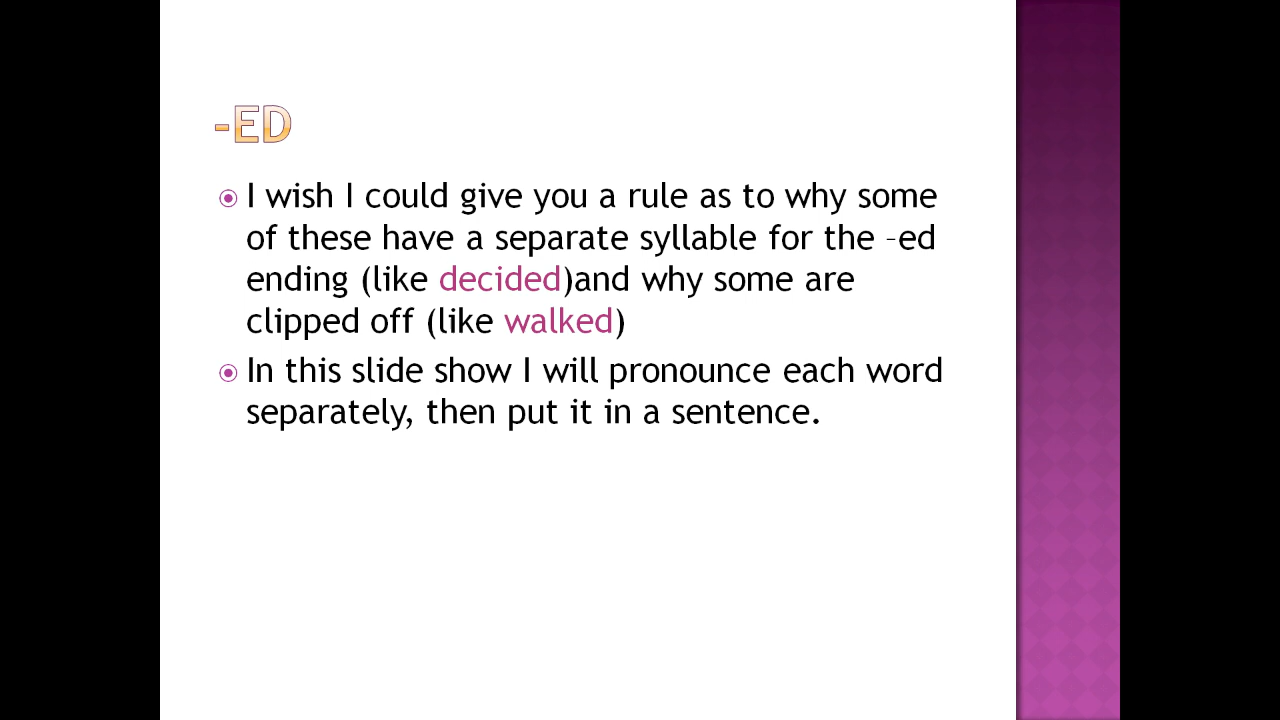 -ED
I wish I could give you a rule as to why some
of these have a separate syllable for the –ed
ending (like decided)and why some are
clipped off (like walked)
In this slide show I will pronounce each word
separately, then put it in a sentence.